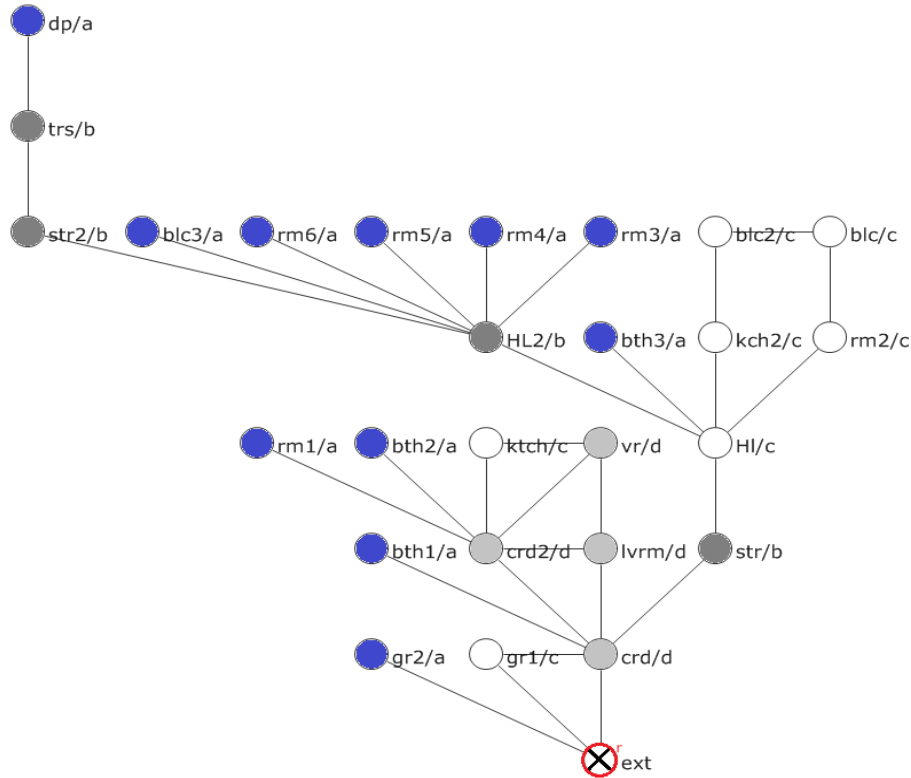 dp/a
trs/b
str2/b blc3/a rm6/a rm5/a rm4/a rm3/a blc2/c blc/c
HL2/b bth3/a kch2/c rm2/c
rm1/a bth2/a ktch/c vr/d Hl/c
bth1/a crd2/d lvrm/d str/b
gr2/a gr1/c crd/d
r
ext